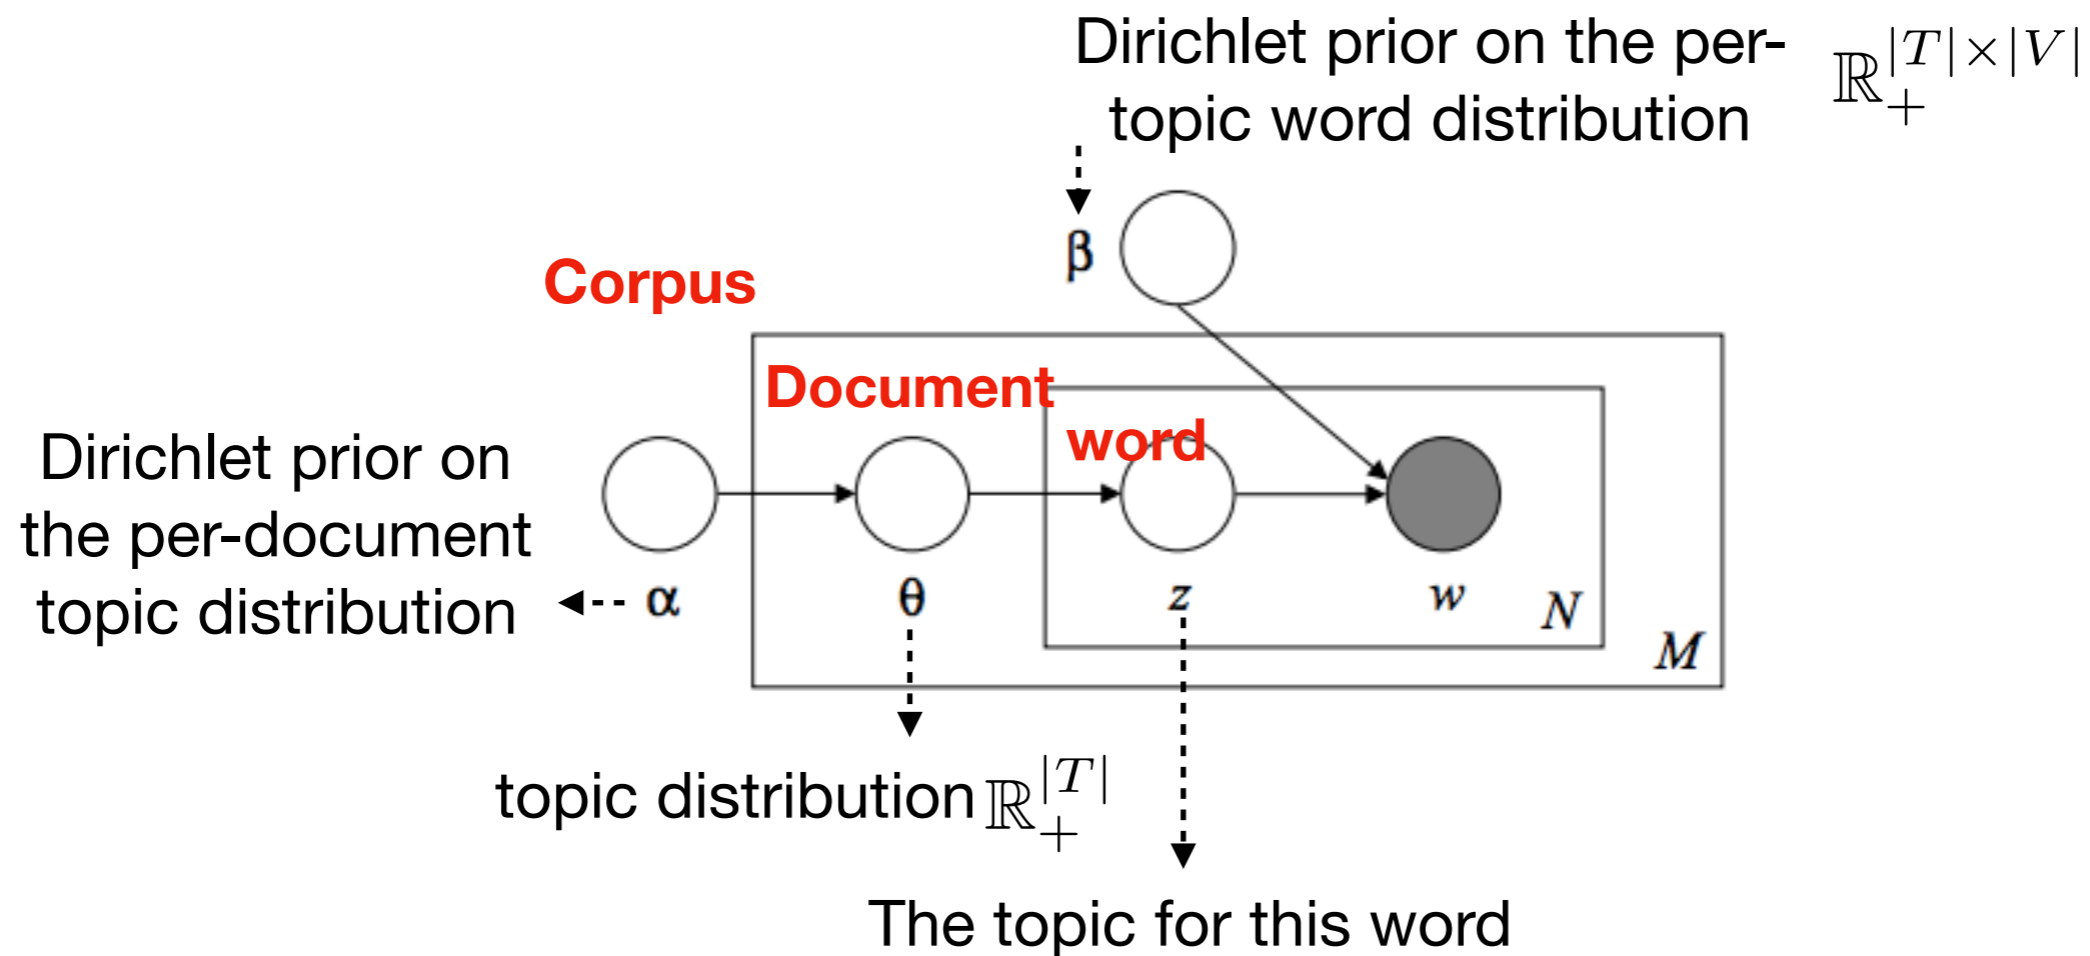 Dirichlet prior on the per-
topic word distribution
ℝ₊^{|T|×|V|}
β
Corpus
Document
word
Dirichlet prior on
the per-document
topic distribution
α
θ
z
w
N
M
topic distribution ℝ₊^{|T|}
The topic for this word